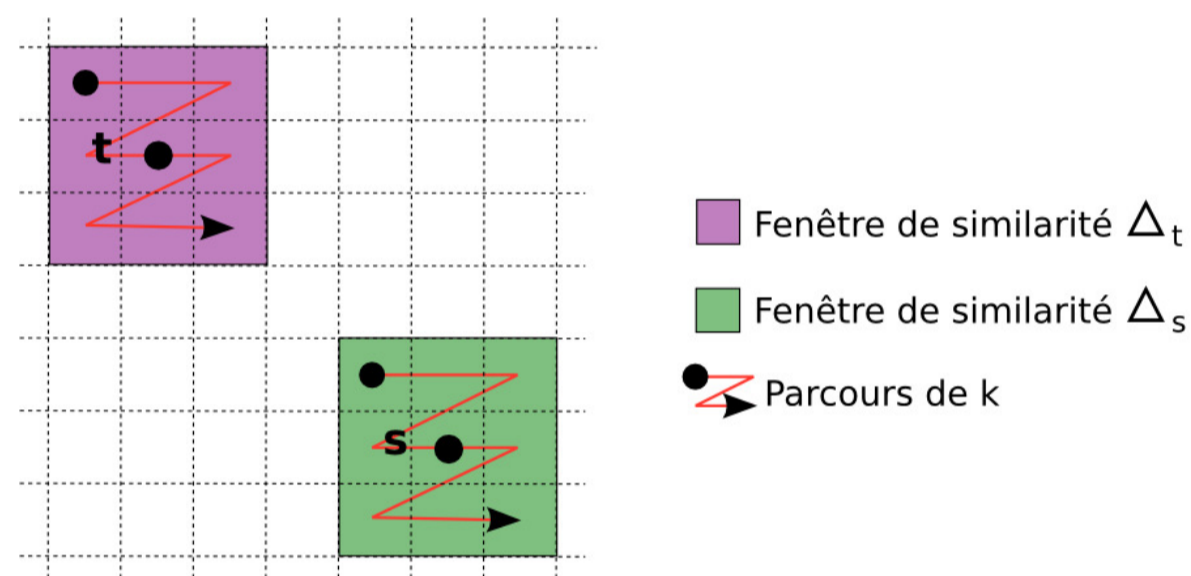 t
s
Fenêtre de similarité Δt
Fenêtre de similarité Δs
Parcours de k